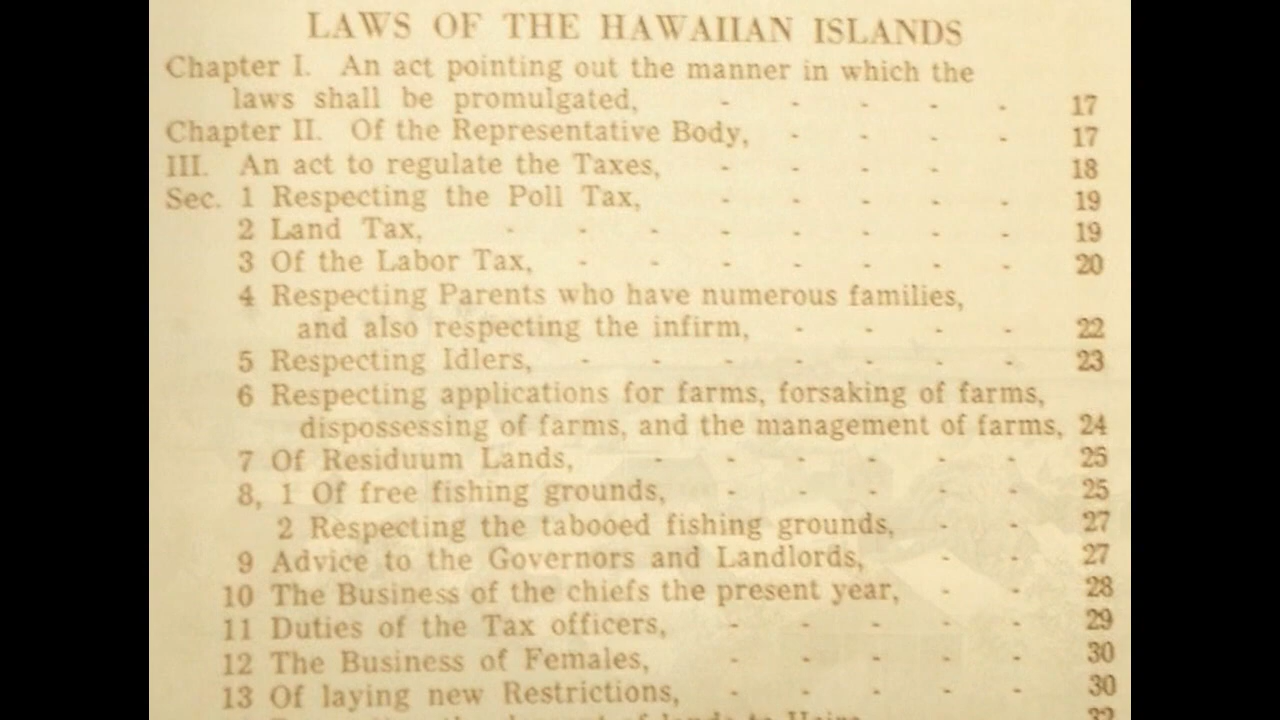 LAWS OF THE HAWAIIAN ISLANDS
Chapter I. An act pointing out the manner in which the
laws shall be promulgated, - - - - - 17
Chapter II. Of the Representative Body, - - - - 17
III. An act to regulate the Taxes, - - - - 18
Sec. 1 Respecting the Poll Tax, - - - - - 19
2 Land Tax, - - - - - - - - 19
3 Of the Labor Tax, - - - - - - - 20
4 Respecting Parents who have numerous families,
and also respecting the infirm, - - - - 22
5 Respecting Idlers, - - - - - - - 23
6 Respecting applications for farms, forsaking of farms,
dispossessing of farms, and the management of farms, 24
7 Of Residuum Lands, - - - - - - 25
8, 1 Of free fishing grounds, - - - - - 25
2 Respecting the tabooed fishing grounds, - - 27
9 Advice to the Governors and Landlords, - - 27
10 The Business of the chiefs the present year, - - 28
11 Duties of the Tax officers, - - - - - 29
12 The Business of Females, - - - - - 30
13 Of laying new Restrictions, - - - - - 30
of lands to Heirs 32